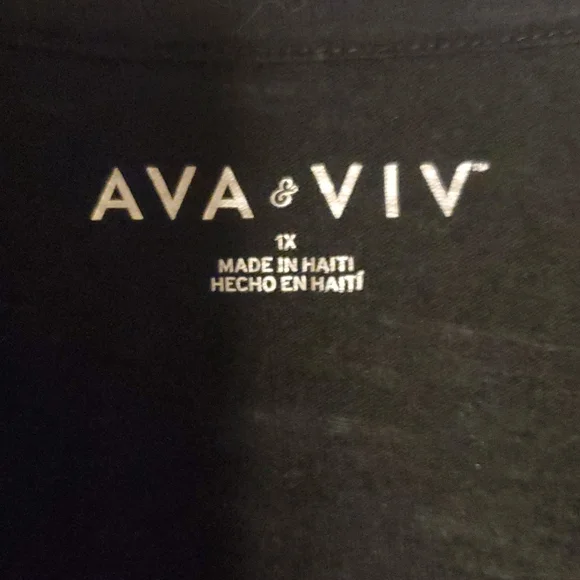 AVA & VIV™
1X
MADE IN HAITI
HECHO EN HAITÍ